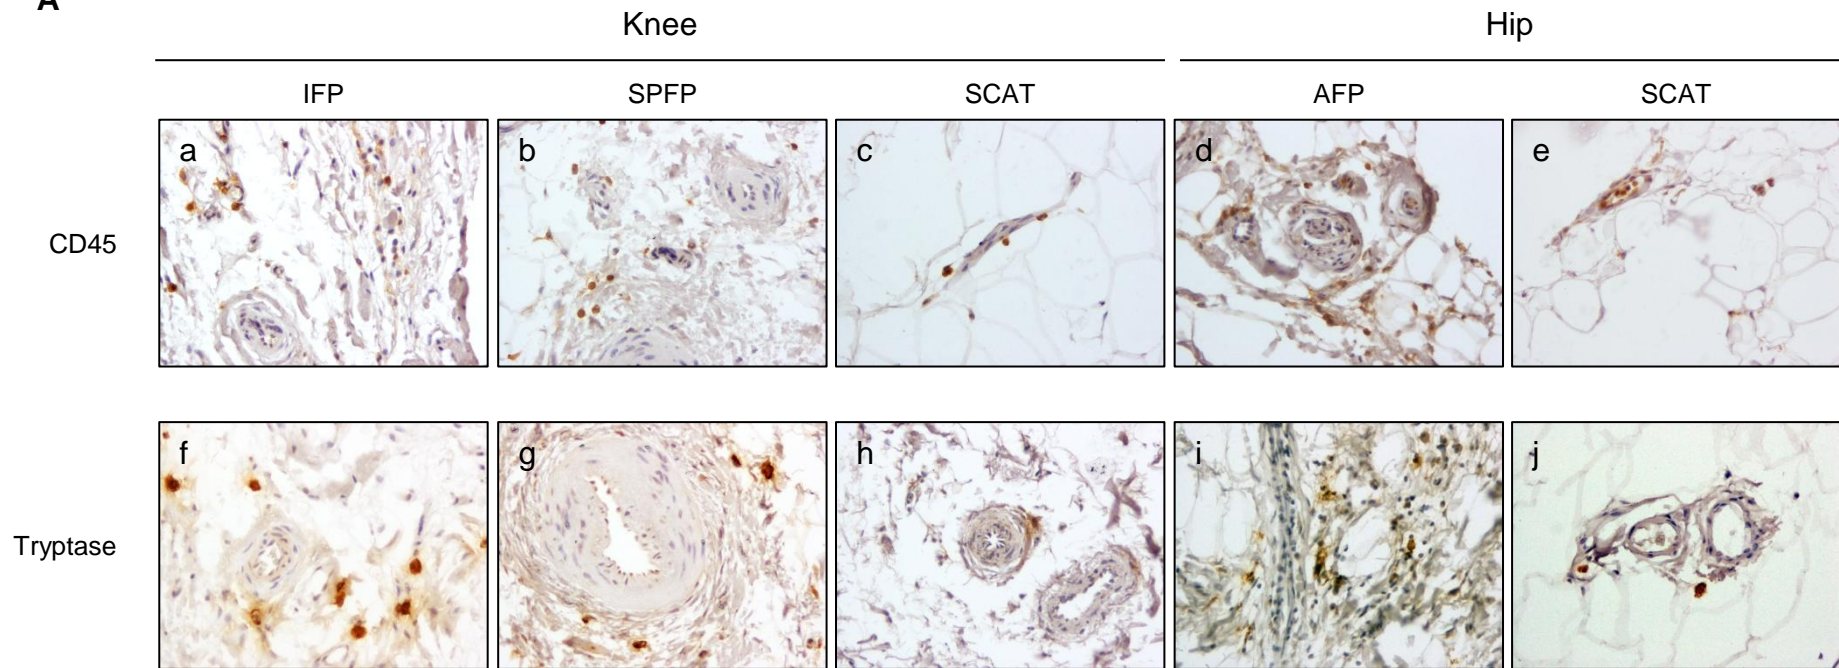 A
Knee Hip
IFP SPFP SCAT AFP SCAT
CD45 a b c d e
Tryptase f g h i j